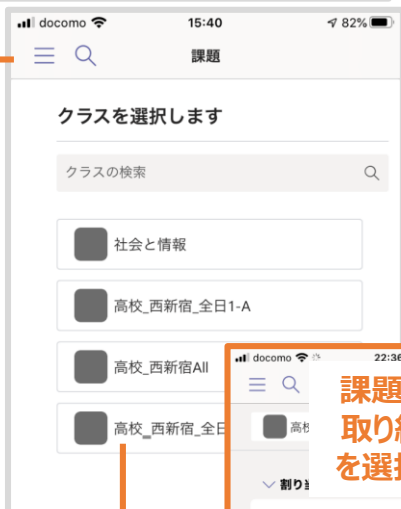 docomo 15:40 82%
課題
クラスを選択します
クラスの検索
社会と情報
高校_西新宿_全日1-A
高校_西新宿All
高校_西新宿_全日
docomo 22:36
課題
取り
を選
割り